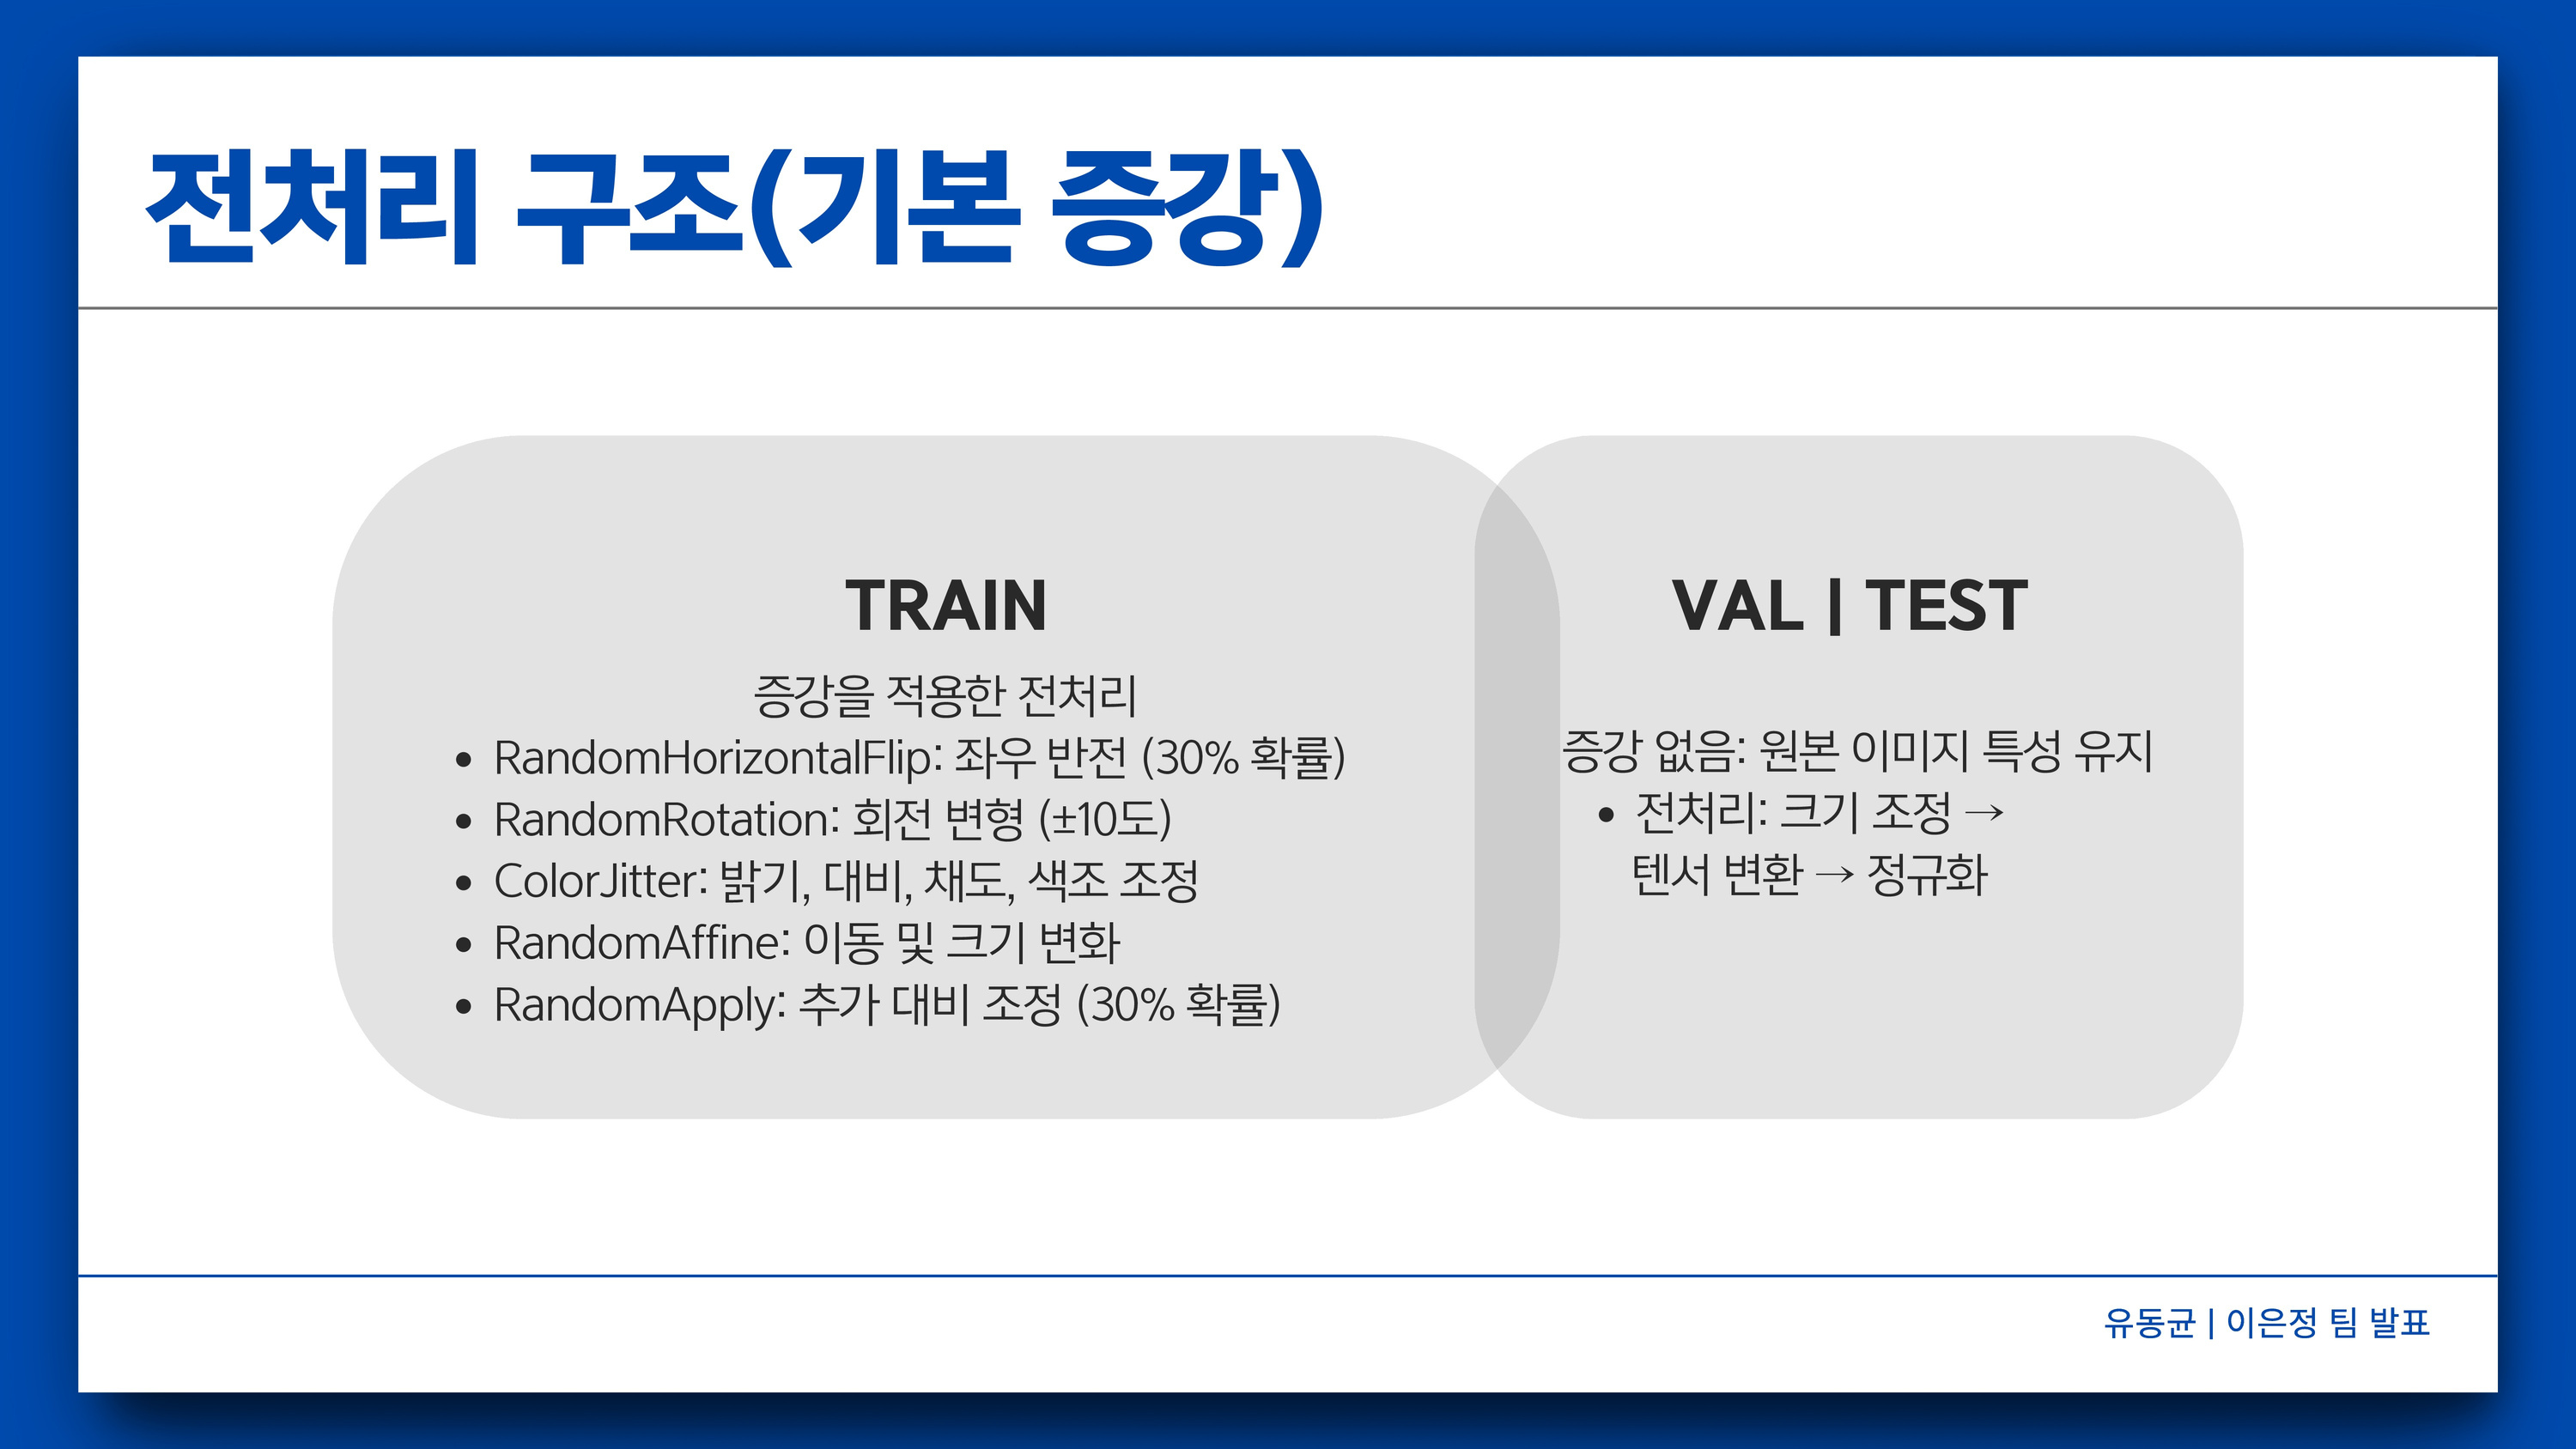 전처리 구조(기본 증강)
TRAIN
증강을 적용한 전처리
• RandomHorizontalFlip: 좌우 반전 (30% 확률)
• RandomRotation: 회전 변형 (±10도)
• ColorJitter: 밝기, 대비, 채도, 색조 조정
• RandomAffine: 이동 및 크기 변화
• RandomApply: 추가 대비 조정 (30% 확률)
VAL | TEST
증강 없음: 원본 이미지 특성 유지
• 전처리: 크기 조정 →
텐서 변환 → 정규화
유동균 | 이은정 팀 발표